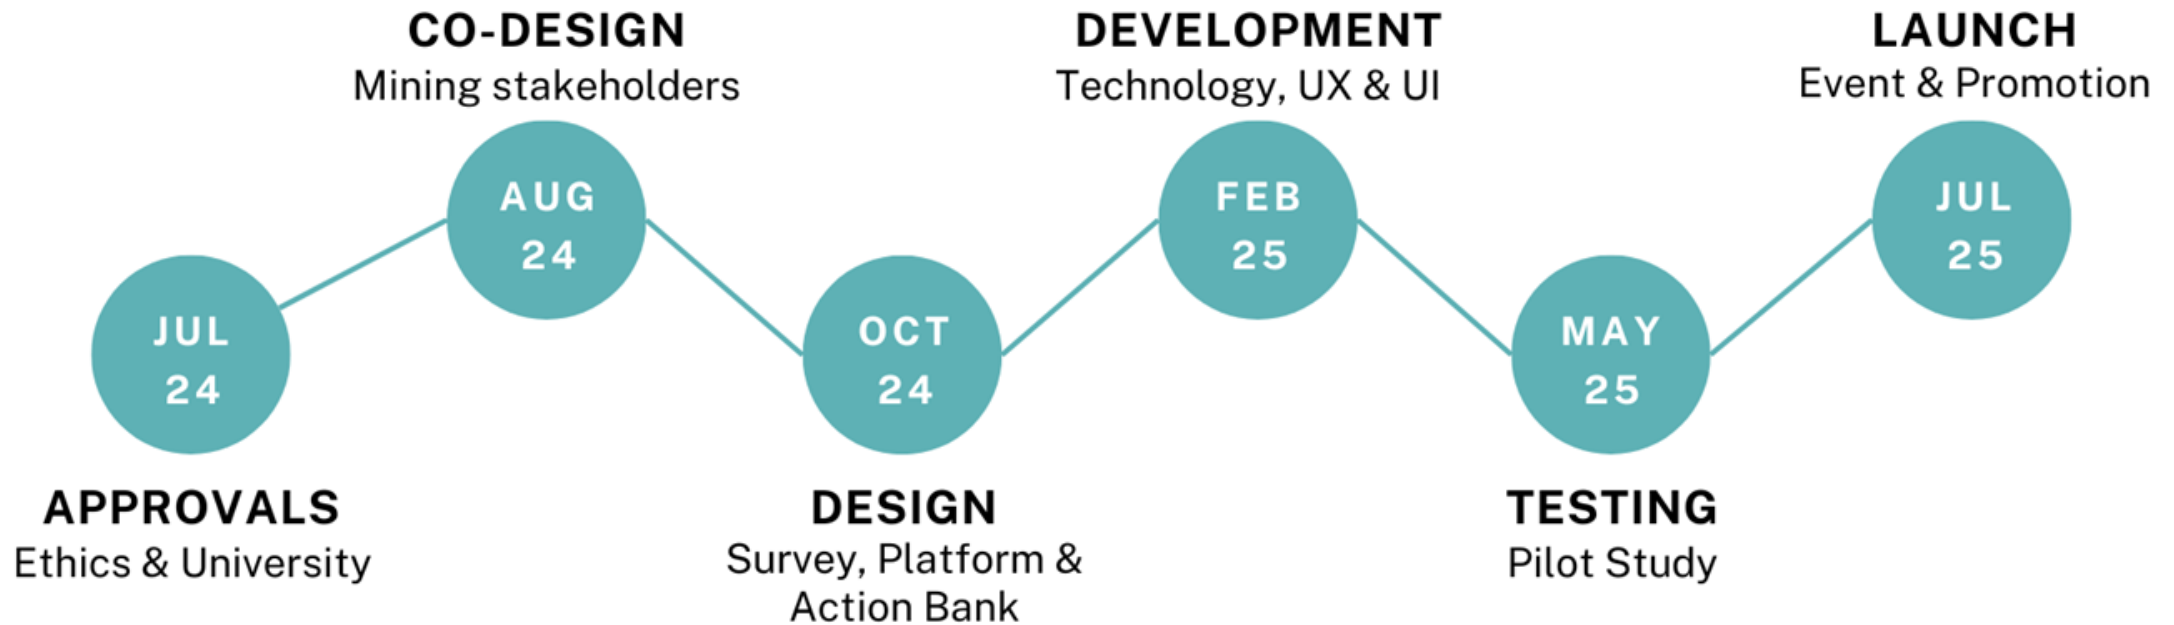 APPROVALS
Ethics & University
JUL
24
CO-DESIGN
Mining stakeholders
AUG
24
OCT
24
DESIGN
Survey, Platform &
Action Bank
DEVELOPMENT
Technology, UX & UI
FEB
25
MAY
25
TESTING
Pilot Study
LAUNCH
Event & Promotion
JUL
25